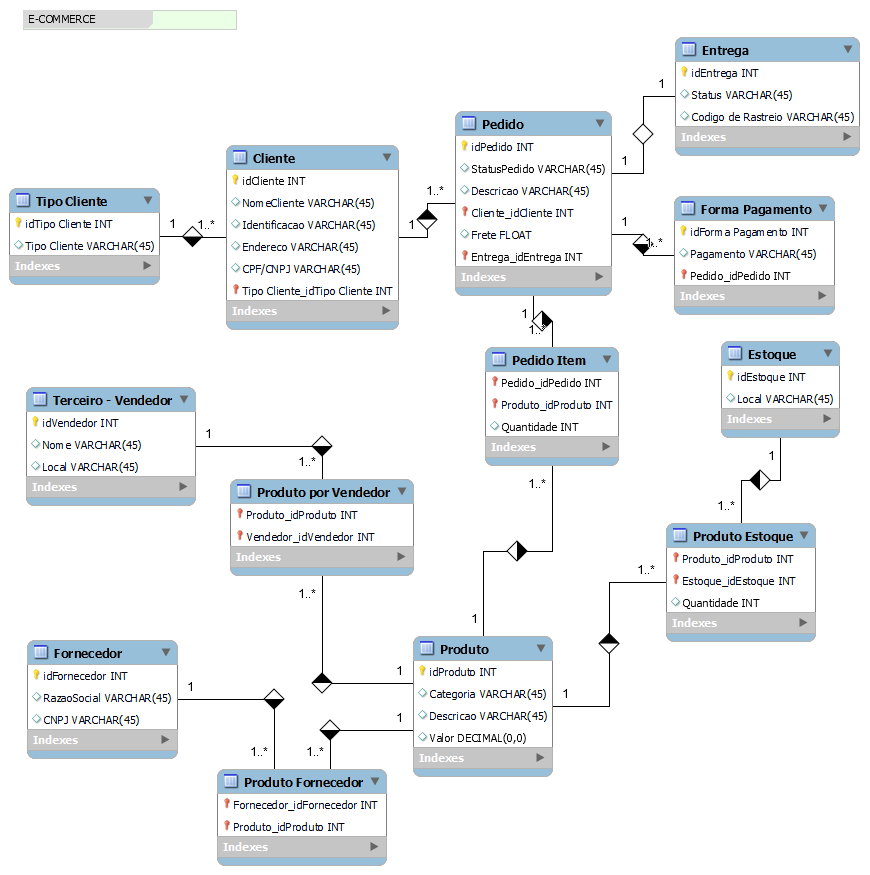 E-COMMERCE
Entrega
idEntrega INT
Status VARCHAR(45)
Codigo de Rastreio VARCHAR(45)
Indexes
1
1
Pedido
idPedido INT
StatusPedido VARCHAR(45)
Descricao VARCHAR(45)
Cliente_idCliente INT
Frete FLOAT
Entrega_idEntrega INT
Indexes
Cliente
idCliente INT
NomeCliente VARCHAR(45)
Identificacao VARCHAR(45)
Endereco VARCHAR(45)
CPF/CNPJ VARCHAR(45)
Tipo Cliente_idTipo Cliente INT
Indexes
1..*
1
Tipo Cliente
idTipo Cliente INT
Tipo Cliente VARCHAR(45)
Indexes
1
1..*
Forma Pagamento
idForma Pagamento INT
Pagamento VARCHAR(45)
Pedido_idPedido INT
Indexes
1
1..*
1
1..*
Pedido Item
Pedido_idPedido INT
Produto_idProduto INT
Quantidade INT
Indexes
1..*
1
Estoque
idEstoque INT
Local VARCHAR(45)
Indexes
1
1..*
Terceiro - Vendedor
idVendedor INT
Nome VARCHAR(45)
Local VARCHAR(45)
Indexes
1
1..*
Produto por Vendedor
Produto_idProduto INT
Vendedor_idVendedor INT
Indexes
1..*
1
Produto Estoque
Produto_idProduto INT
Estoque_idEstoque INT
Quantidade INT
Indexes
1..*
1
Produto
idProduto INT
Categoria VARCHAR(45)
Descricao VARCHAR(45)
Valor DECIMAL(0,0)
Indexes
Fornecedor
idFornecedor INT
RazaoSocial VARCHAR(45)
CNPJ VARCHAR(45)
Indexes
1
1..*
1
1..*
Produto Fornecedor
Fornecedor_idFornecedor INT
Produto_idProduto INT
Indexes